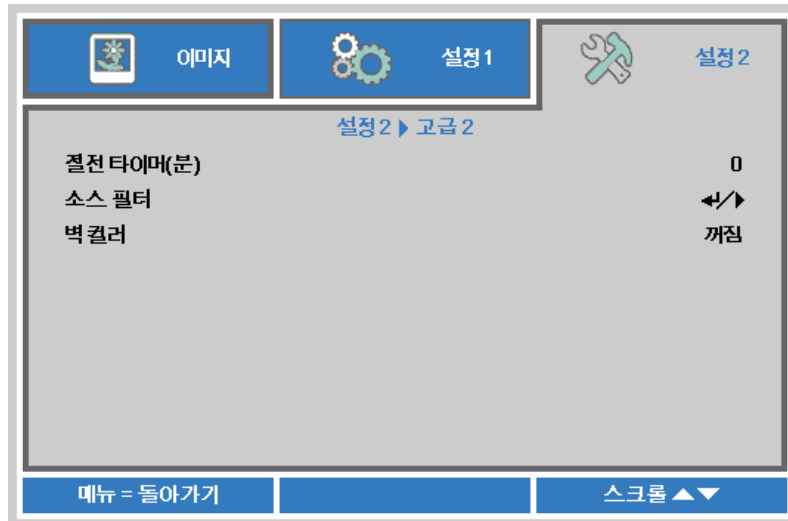 이미지
설정1
설정2
설정2 ▶ 고급 2
절전 타이머(분) 0
소스 필터 ↵/▶
벽 컬러 꺼짐
메뉴 = 돌아가기
스크롤 ▲▼